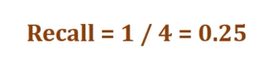 Recall = 1 / 4 = 0.25